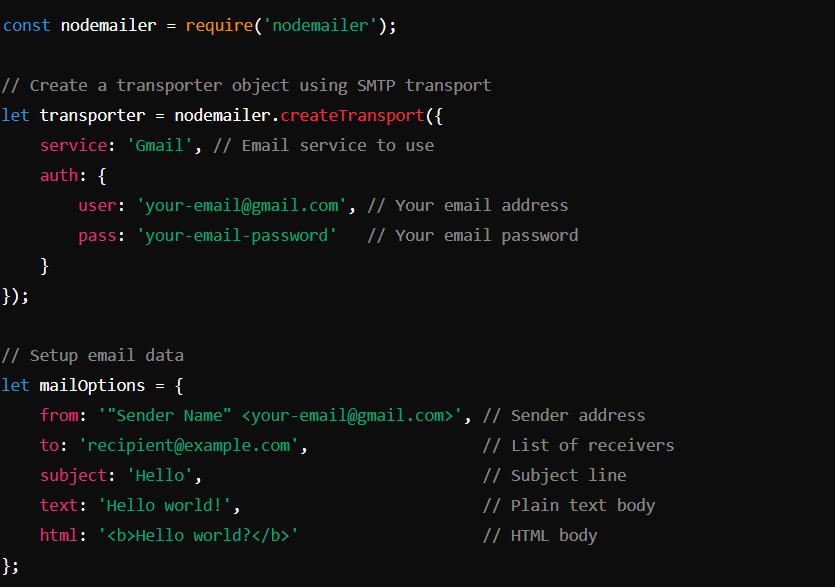 const nodemailer = require('nodemailer');
// Create a transporter object using SMTP transport
let transporter = nodemailer.createTransport({
    service: 'Gmail', // Email service to use
    auth: {
        user: 'your-email@gmail.com', // Your email address
        pass: 'your-email-password'   // Your email password
    }
});
// Setup email data
let mailOptions = {
    from: '"Sender Name" <your-email@gmail.com>', // Sender address
    to: 'recipient@example.com',                  // List of receivers
    subject: 'Hello',                             // Subject line
    text: 'Hello world!',                         // Plain text body
    html: '<b>Hello world?</b>'                   // HTML body
};